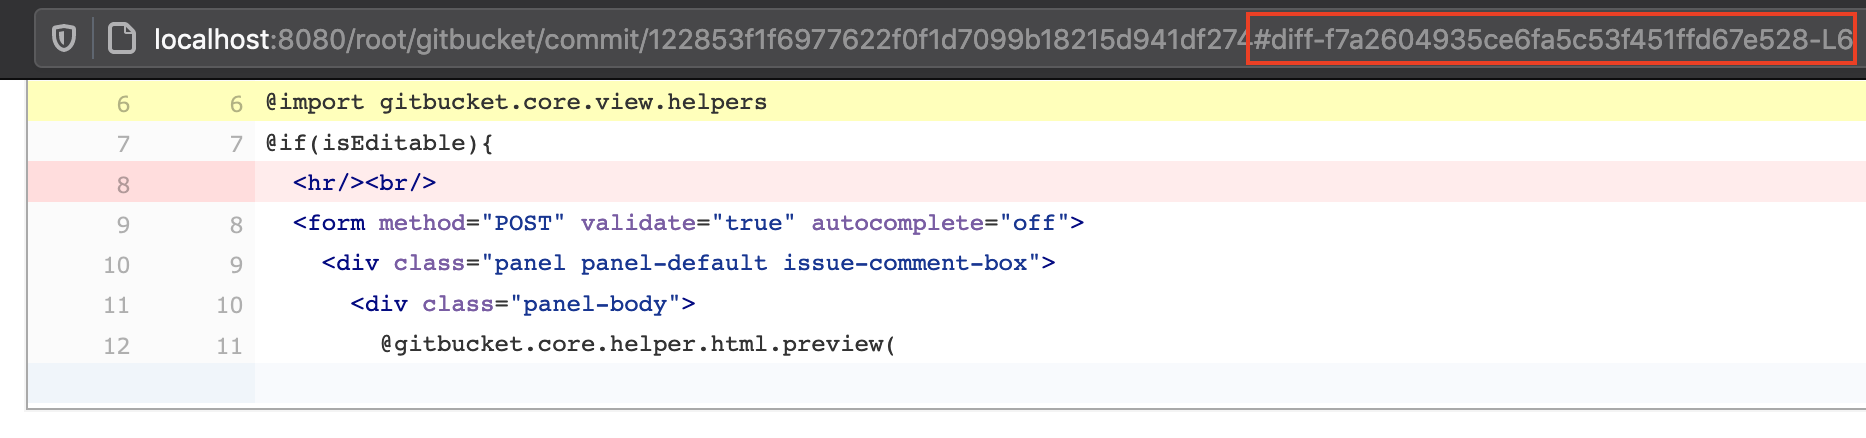 localhost:8080/root/gitbucket/commit/122853f1f6977622f0f1d7099b18215d941df274#diff-f7a2604935ce6fa5c53f451ffd67e528-L6
6 6 @import gitbucket.core.view.helpers
7 7 @if(isEditable){
8 <hr/><br/>
9 8 <form method="POST" validate="true" autocomplete="off">
10 9 <div class="panel panel-default issue-comment-box">
11 10 <div class="panel-body">
12 11 @gitbucket.core.helper.html.preview(